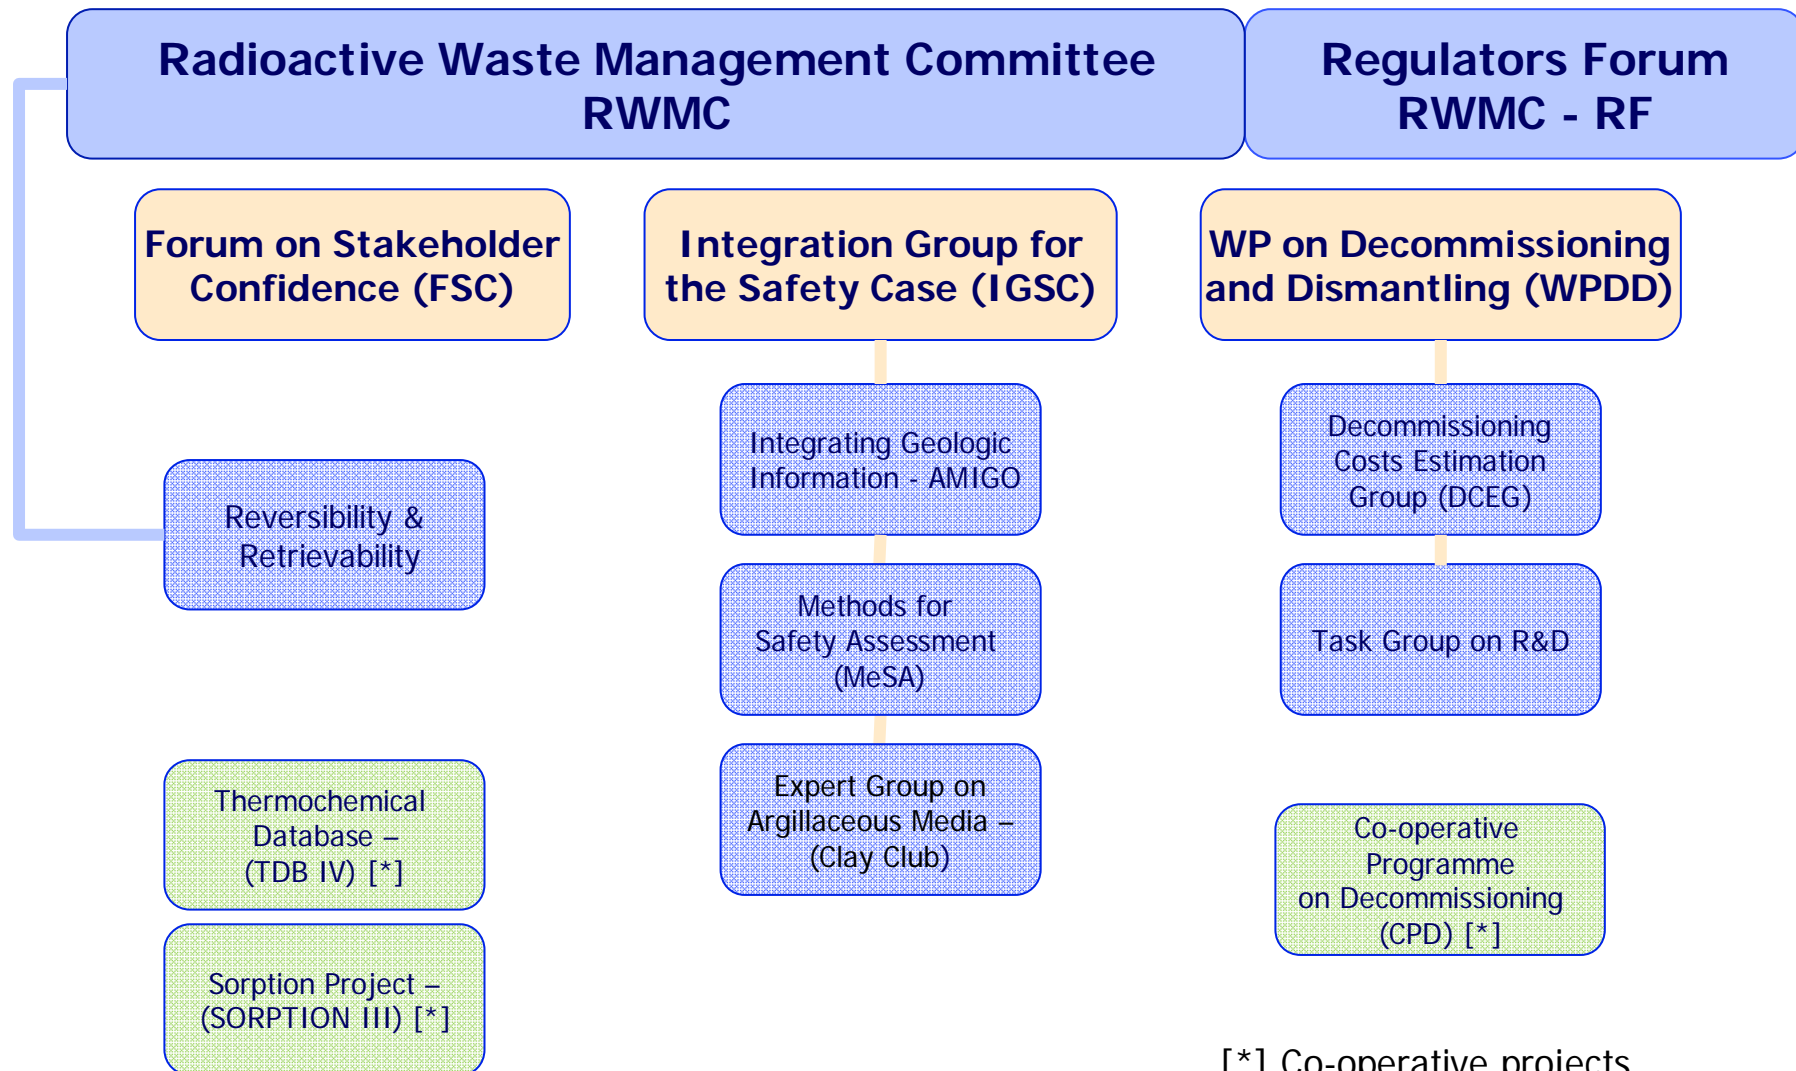 Radioactive Waste Management Committee
RWMC
Regulators Forum
RWMC - RF
Forum on Stakeholder
Confidence (FSC)
Integration Group for
the Safety Case (IGSC)
WP on Decommissioning
and Dismantling (WPDD)
Reversibility &
Retrievability
Thermochemical
Database –
(TDB IV) [*]
Sorption Project –
(SORPTION III) [*]
Integrating Geologic
Information - AMIGO
Methods for
Safety Assessment
(MeSA)
Expert Group on
Argillaceous Media –
(Clay Club)
Decommissioning
Costs Estimation
Group (DCEG)
Task Group on R&D
Co-operative
Programme
on Decommissioning
(CPD) [*]
[*] Co-operative projects